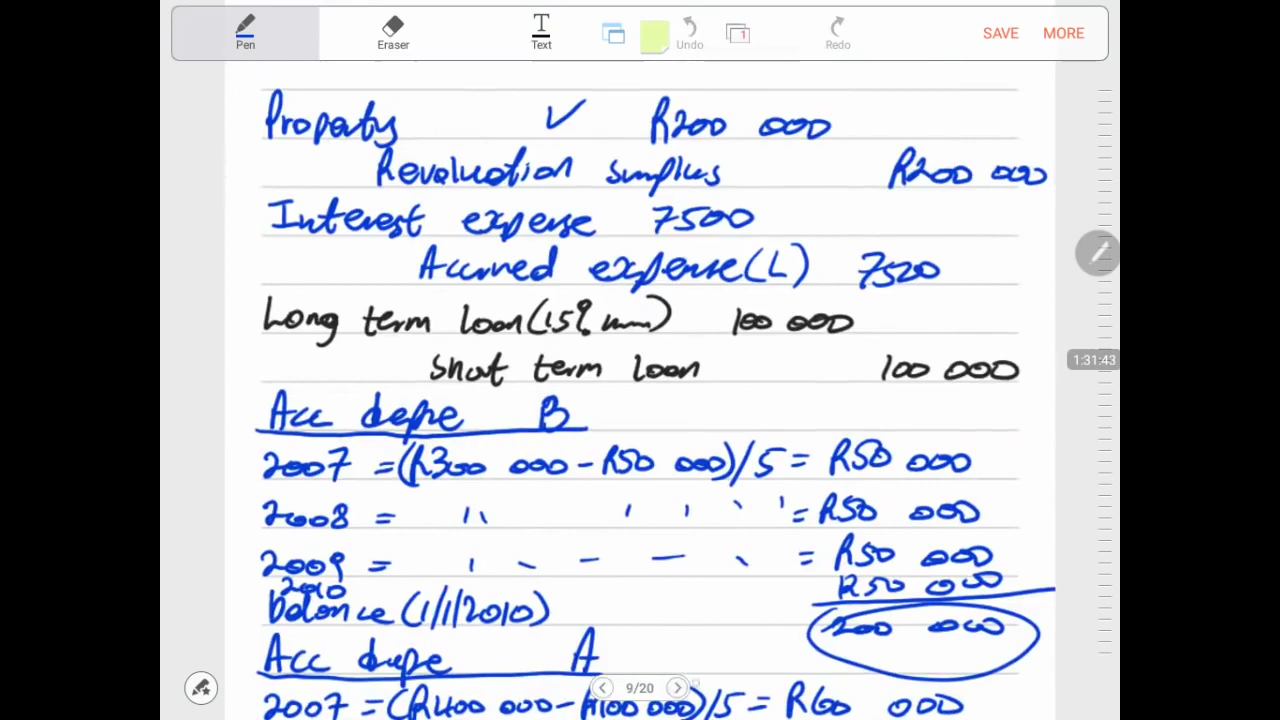 Pen Eraser Text Undo 1 Redo SAVE MORE
Property ✓ R200 000
Revaluation surplus R200 000
Interest expense 7500
Accrued expense(L) 7500
1:31:43
Long term loan(15% mm) 100 000
Short term loan 100 000
Acc depre B
2007 =(R300 000-R50 000)/5= R50 000
2008 = " ' ' ' ' = R50 000
2009 = ' - - - ' = R50 000
2010 R50 000
balance(1/1/2010) 200 000
Acc depre A
9/20
2007 =(R400 000-R100 000)/5= R60 000